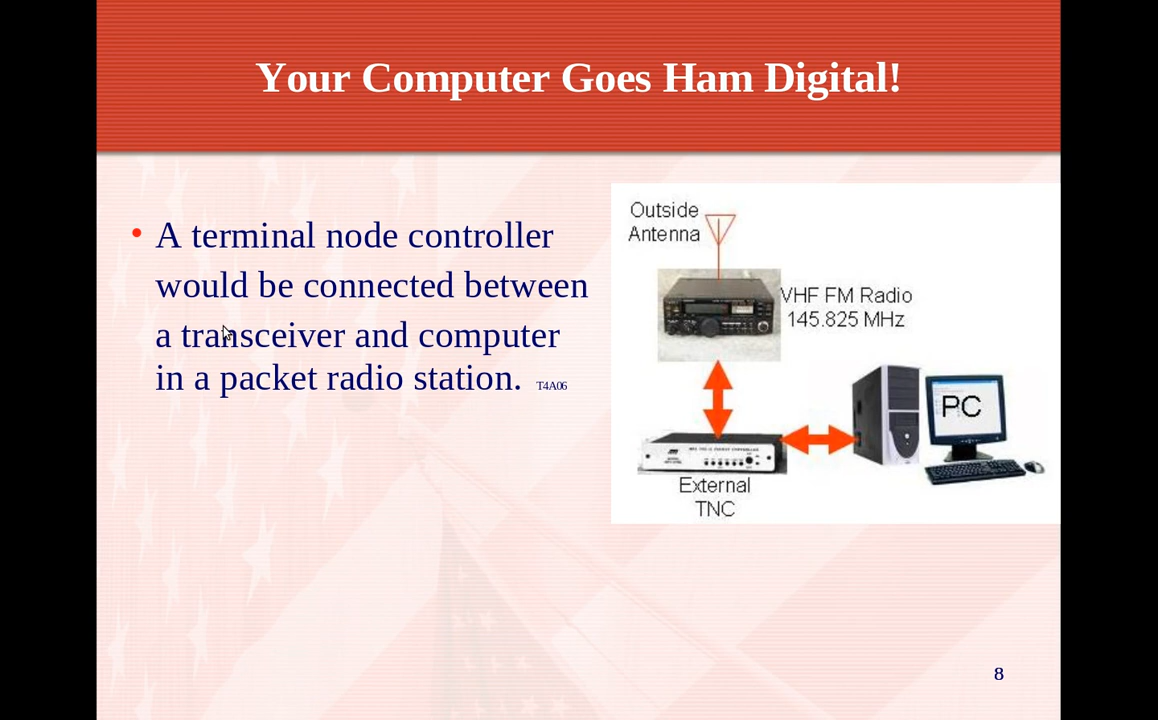 Your Computer Goes Ham Digital!
• A terminal node controller
would be connected between
a transceiver and computer
in a packet radio station. T4A06
Outside
Antenna
VHF FM Radio
145.825 MHz
PC
External
TNC
8